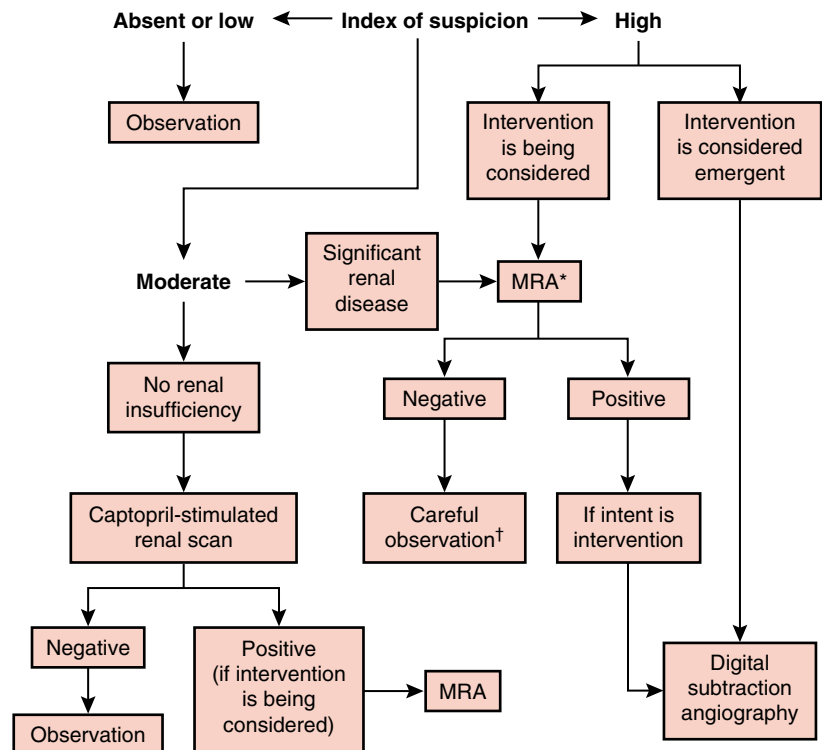 Absent or low
Index of suspicion
High
Observation
Intervention
is being
considered
Intervention
is considered
emergent
Moderate
Significant
renal
disease
MRA*
No renal
insufficiency
Negative
Positive
Captopril-stimulated
renal scan
Careful
observation†
If intent is
intervention
Negative
Positive
(if intervention
is being
considered)
MRA
Digital
subtraction
angiography
Observation